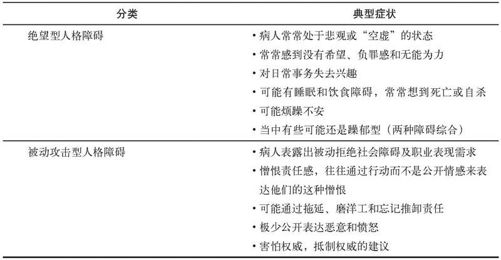 分类 典型症状
绝望型人格障碍 •病人常常处于悲观或“空虚”的状态
•常常感到没有希望、负罪感和无能为力
•对日常事务失去兴趣
•可能有睡眠和饮食障碍，常常想到死亡或自杀
•可能烦躁不安
•当中有些可能还是躁郁型（两种障碍综合）
被动攻击型人格障碍 •病人表露出被动拒绝社会障碍及职业表现需求
•憎恨责任感，往往通过行动而不是公开情感来表
达他们的这种憎恨
•可能通过拖延、磨洋工和忘记推卸责任
•极少公开表达恶意和愤怒
•害怕权威，抵制权威的建议